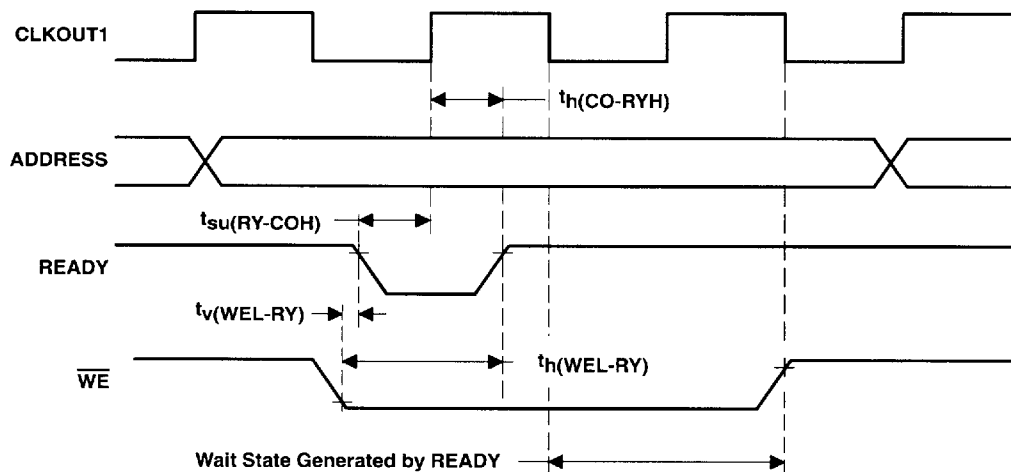 CLKOUT1
th(CO-RYH)
ADDRESS
tsu(RY-COH)
READY
tv(WEL-RY)
th(WEL-RY)
WE
Wait State Generated by READY